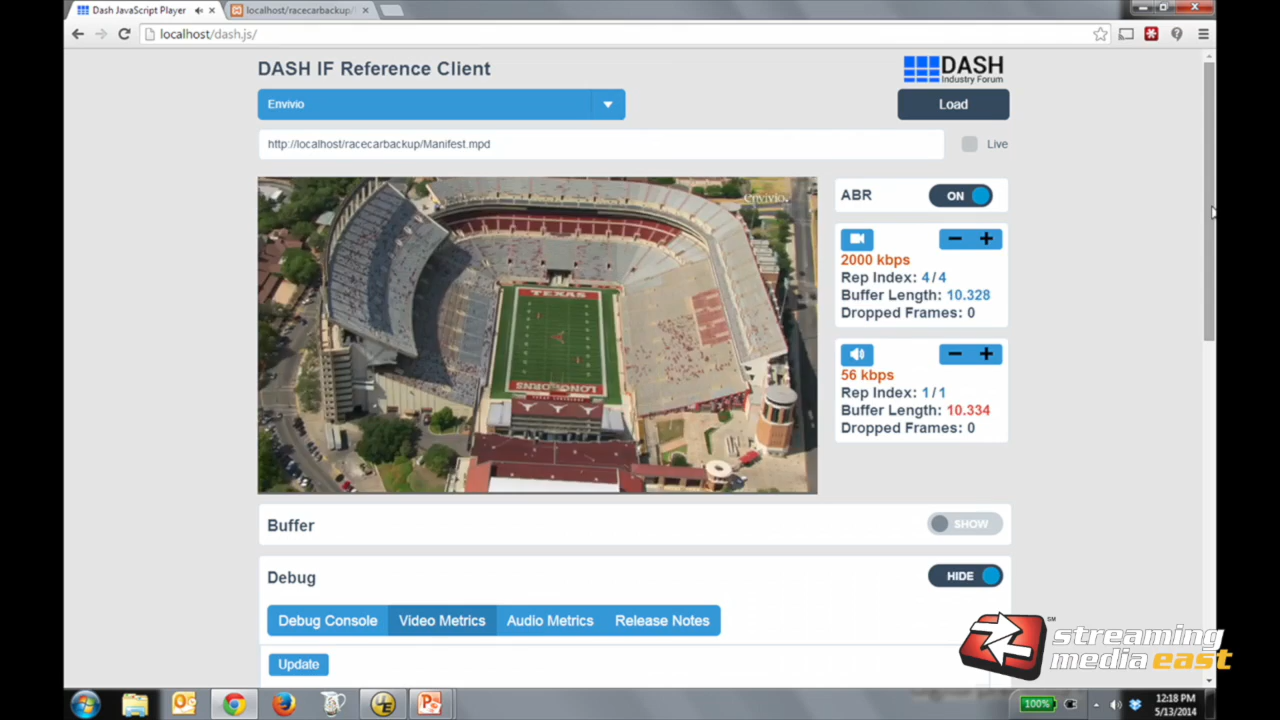 Dash JavaScript Player
localhost/racecarbackup/
localhost/dash.js/
DASH IF Reference Client
DASH
Industry Forum
Envivio
Load
http://localhost/racecarbackup/Manifest.mpd
Live
envivio.
TEXAS
LONGHORNS
ABR
ON
2000 kbps
Rep Index: 4/4
Buffer Length: 10.328
Dropped Frames: 0
56 kbps
Rep Index: 1/1
Buffer Length: 10.334
Dropped Frames: 0
Buffer
SHOW
Debug
HIDE
Debug Console
Video Metrics
Audio Metrics
Release Notes
Update
streaming
media east
SM
100%
12:18 PM
5/13/2014